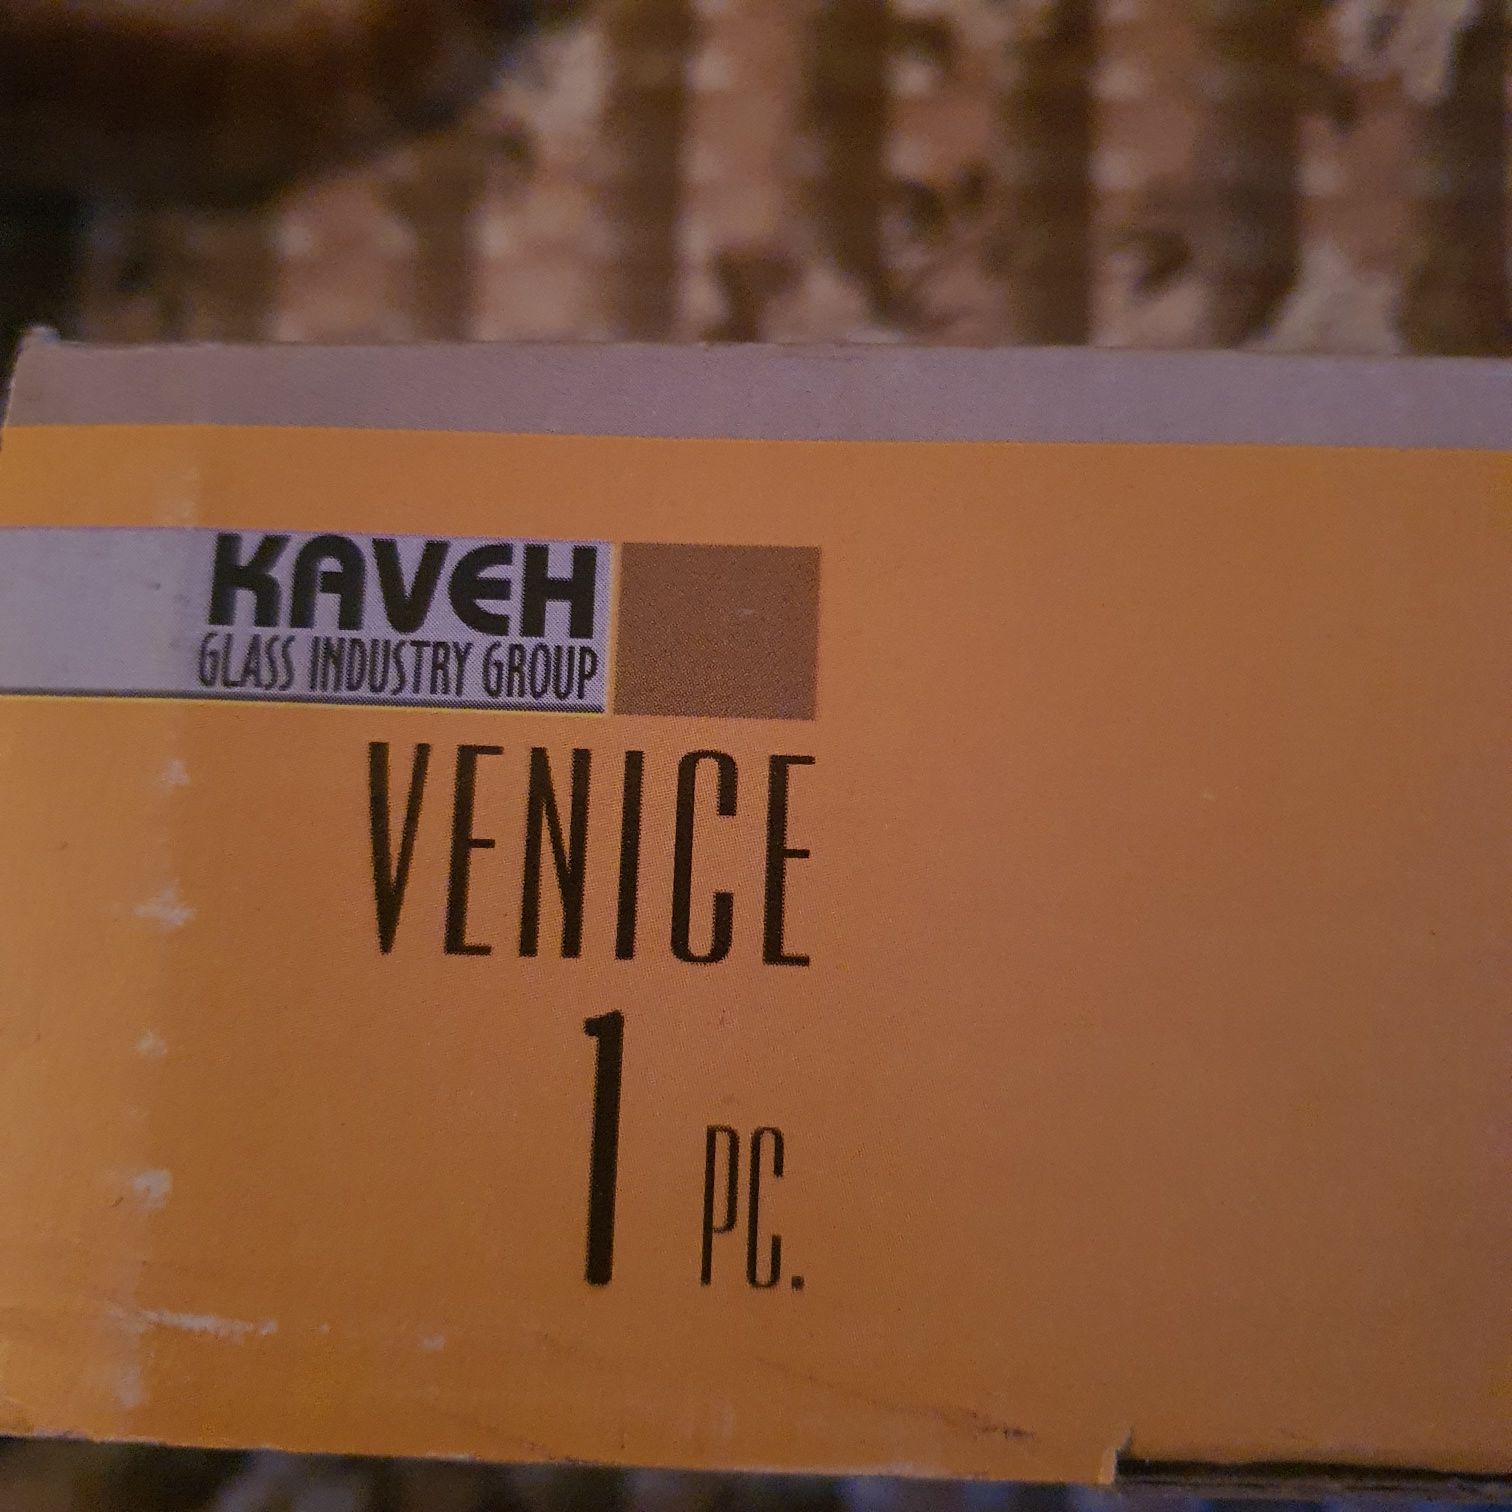 KAVEH
GLASS INDUSTRY GROUP
VENICE
1 PC.